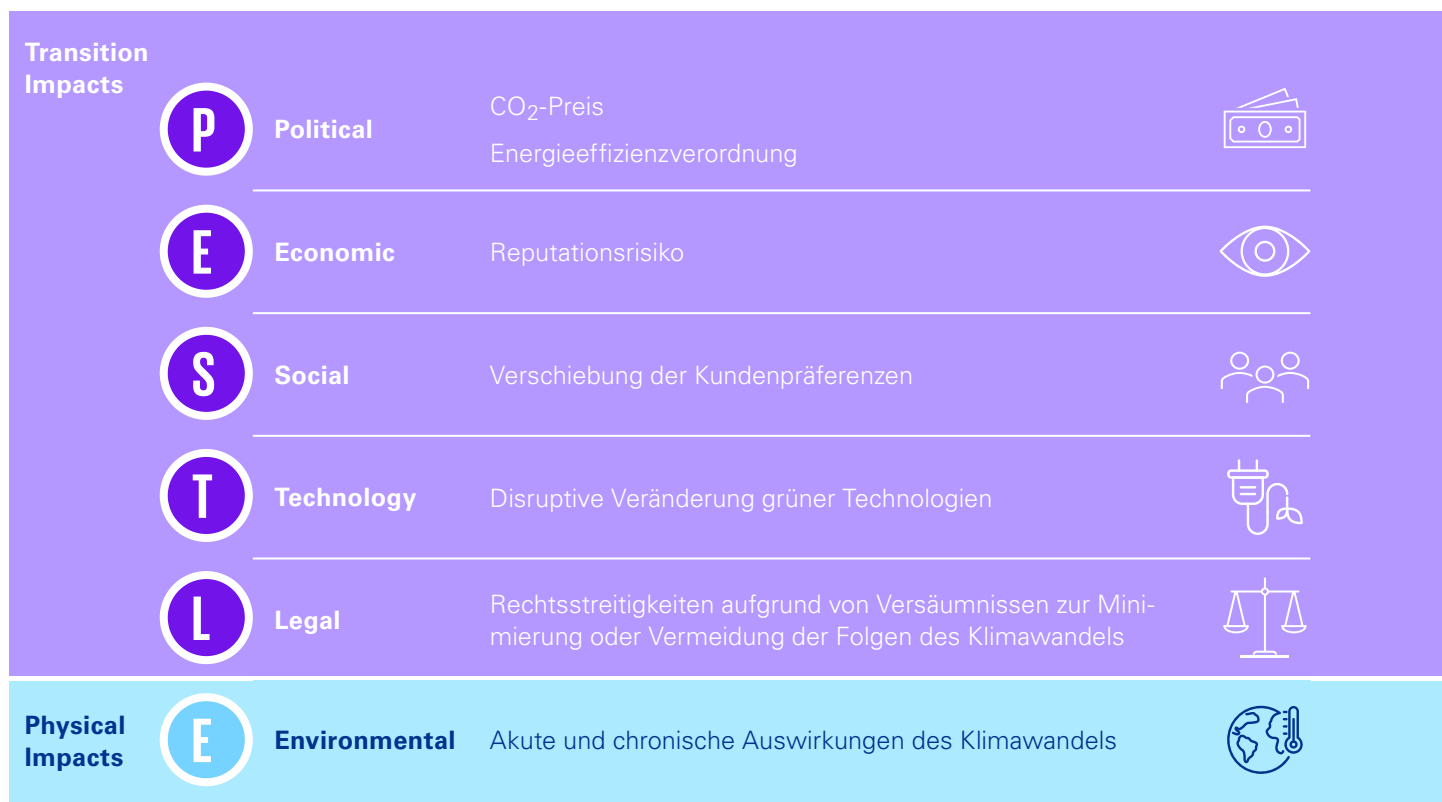 Transition
Impacts
P
Political
CO₂-Preis
Energieeffizienzverordnung
E
Economic
Reputationsrisiko
S
Social
Verschiebung der Kundenpräferenzen
T
Technology
Disruptive Veränderung grüner Technologien
L
Legal
Rechtsstreitigkeiten aufgrund von Versäumnissen zur Mini-
mierung oder Vermeidung der Folgen des Klimawandels
Physical
Impacts
E
Environmental
Akute und chronische Auswirkungen des Klimawandels